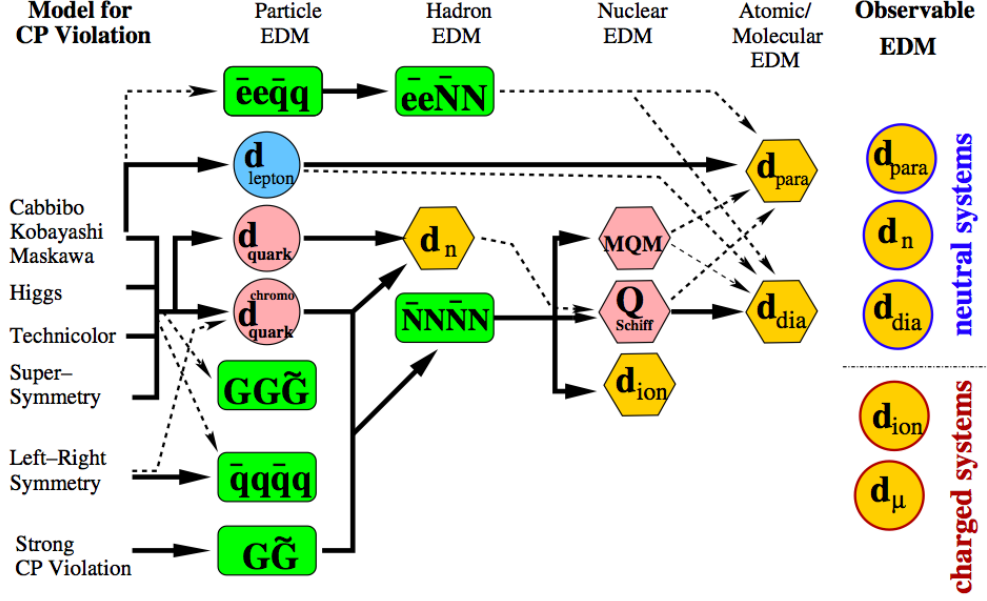 Model for
CP Violation
Particle
EDM
Hadron
EDM
Nuclear
EDM
Atomic/
Molecular
EDM
Observable
EDM
ēeq̄q
ēeN̄N
d
lepton
d
para
d
para
Cabbibo
Kobayashi
Maskawa
d
quark
d
n
MQM
d
n
Higgs
chromo
d
quark
N̄NN̄N
Q
Schiff
d
dia
d
dia
neutral systems
Technicolor
Super–
Symmetry
GGG̃
d
ion
d
ion
Left–Right
Symmetry
q̄qq̄q
d
μ
Strong
CP Violation
GG̃
charged systems